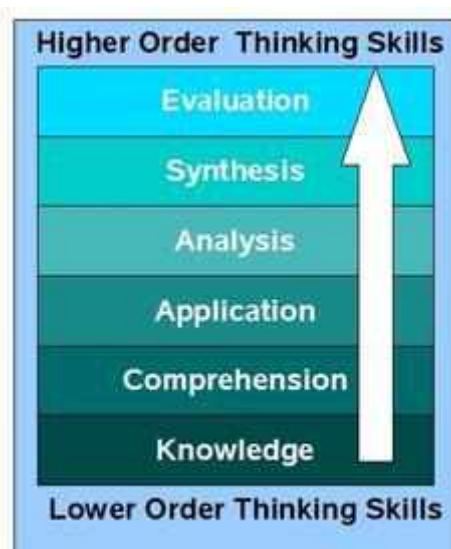 Higher Order Thinking Skills
Evaluation
Synthesis
Analysis
Application
Comprehension
Knowledge
Lower Order Thinking Skills